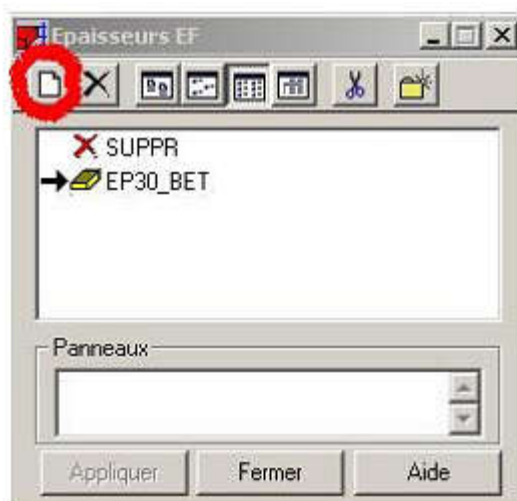 Epaisseurs EF
SUPPR
EP30_BET
Panneaux
Appliquer Fermer Aide